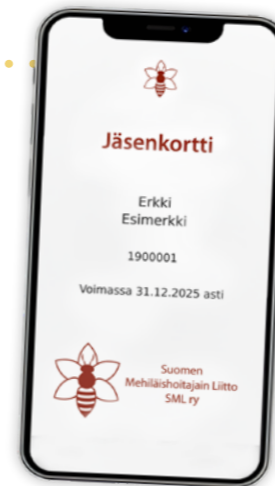 Jäsenkortti
Erkki
Esimerkki
1900001
Voimassa 31.12.2025 asti
Suomen
Mehiläishoitajain Liitto
SML ry